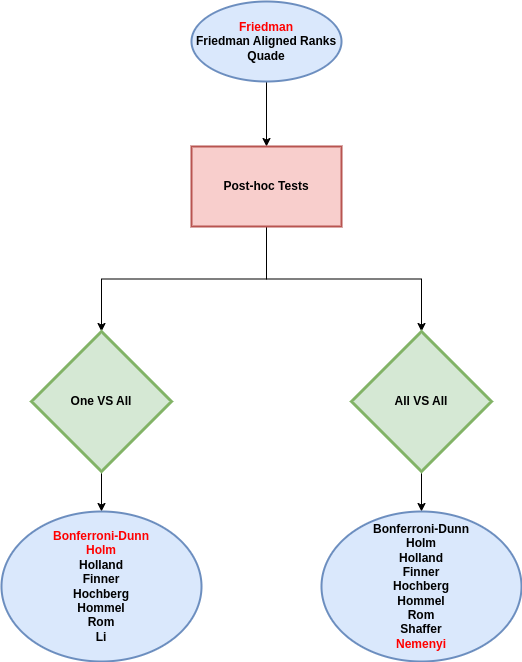 Friedman
Friedman Aligned Ranks
Quade
Post-hoc Tests
One VS All
All VS All
Bonferroni-Dunn
Holm
Holland
Finner
Hochberg
Hommel
Rom
Li
Bonferroni-Dunn
Holm
Holland
Finner
Hochberg
Hommel
Rom
Shaffer
Nemenyi